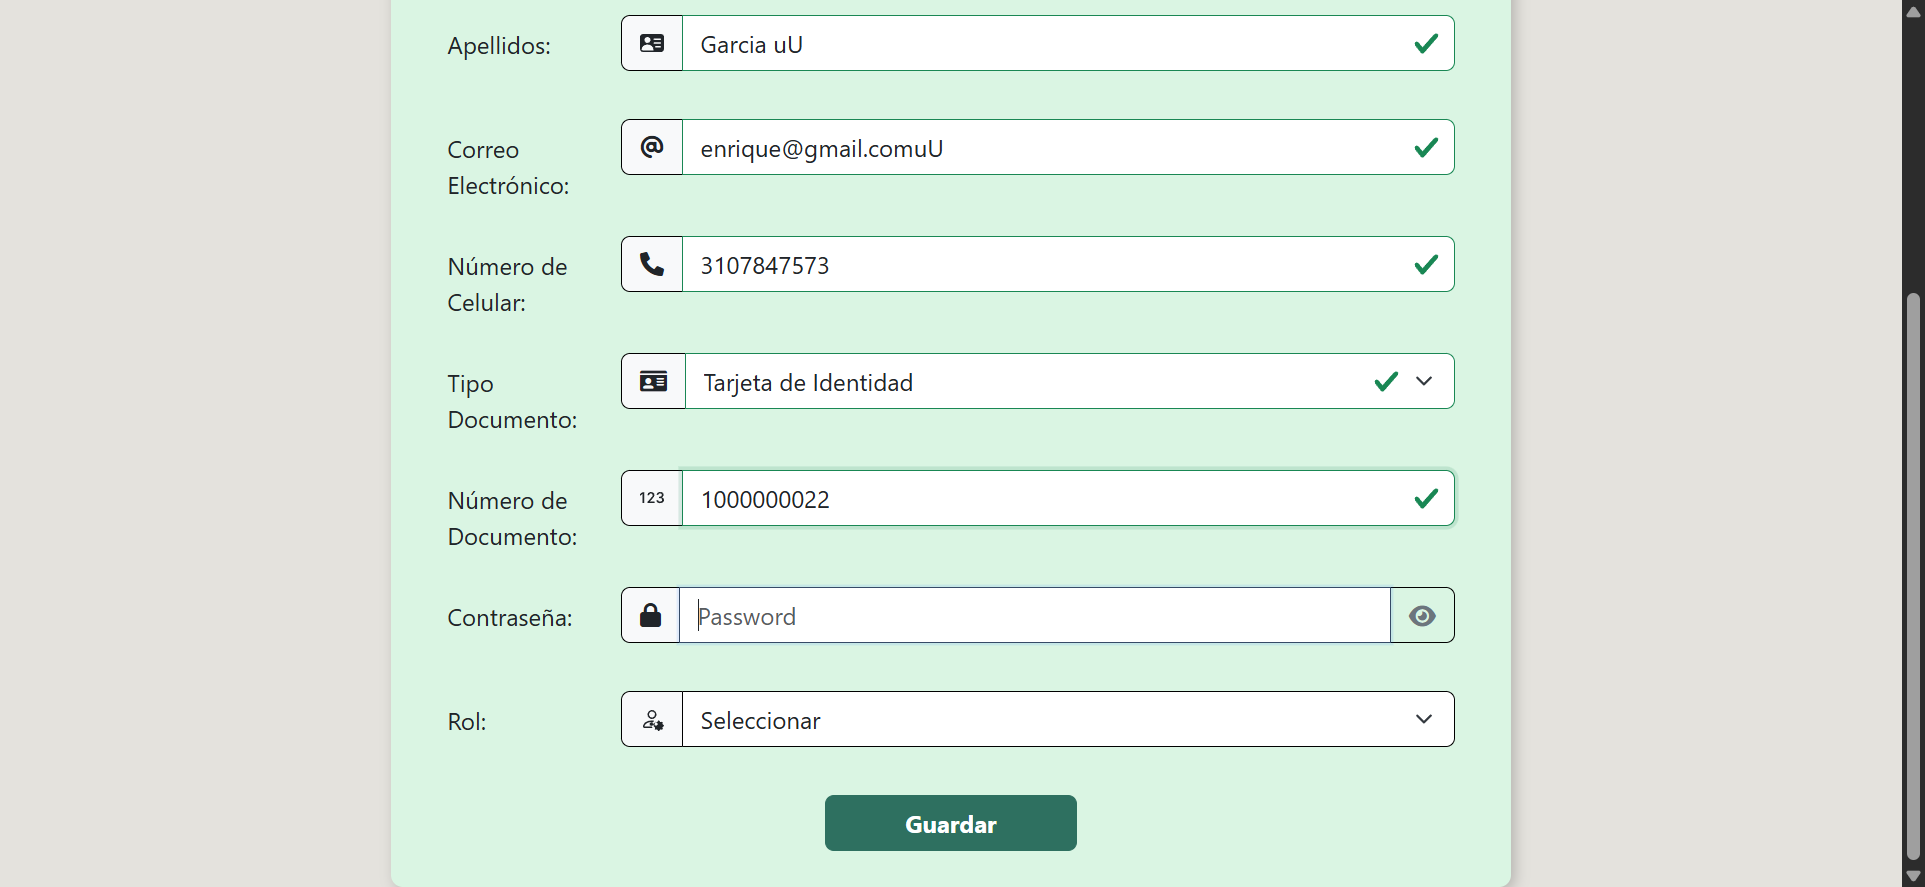 Apellidos:
Garcia uU
Correo
Electrónico:
enrique@gmail.comuU
Número de
Celular:
3107847573
Tipo
Documento:
Tarjeta de Identidad
Número de
Documento:
123
1000000022
Contraseña:
Password
Rol:
Seleccionar
Guardar